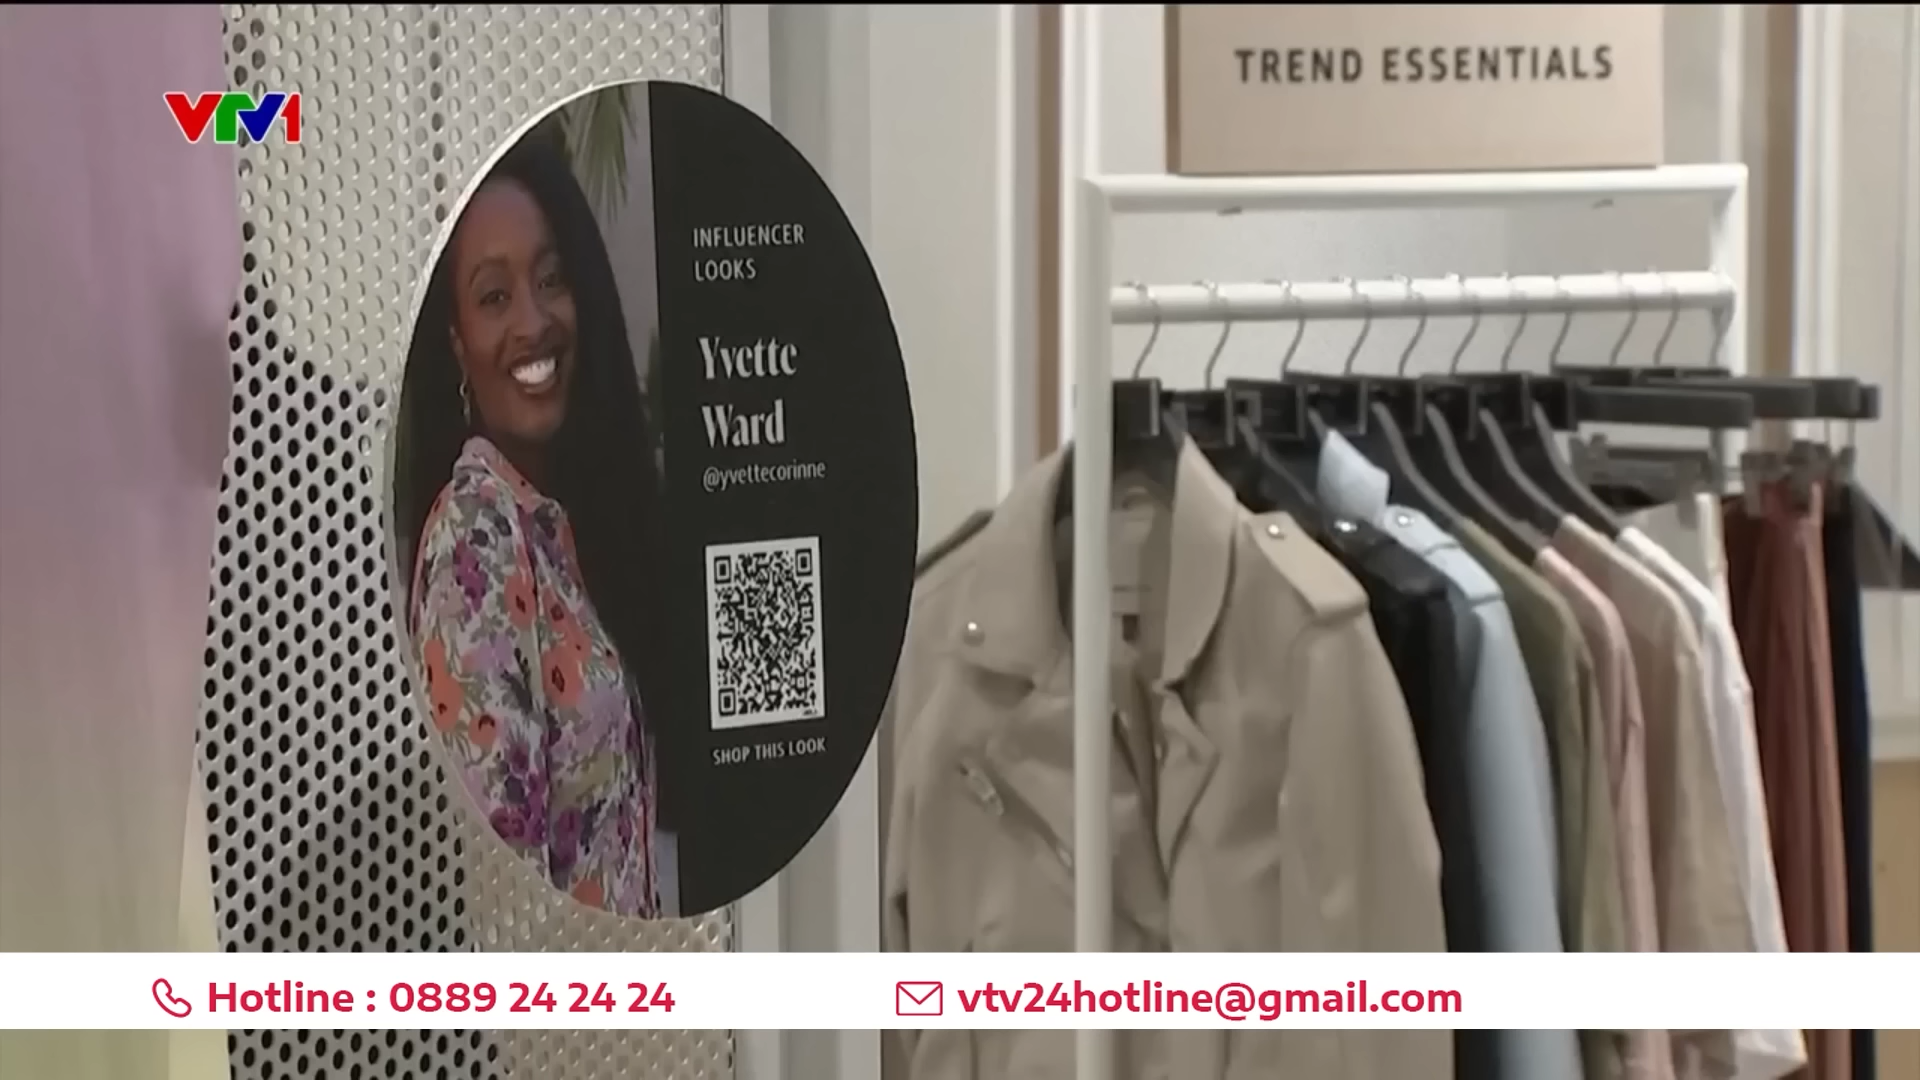 VTV1
TREND ESSENTIALS
INFLUENCER
LOOKS
Yvette
Ward
@yvettecorinne
SHOP THIS LOOK
Hotline : 0889 24 24 24
vtv24hotline@gmail.com